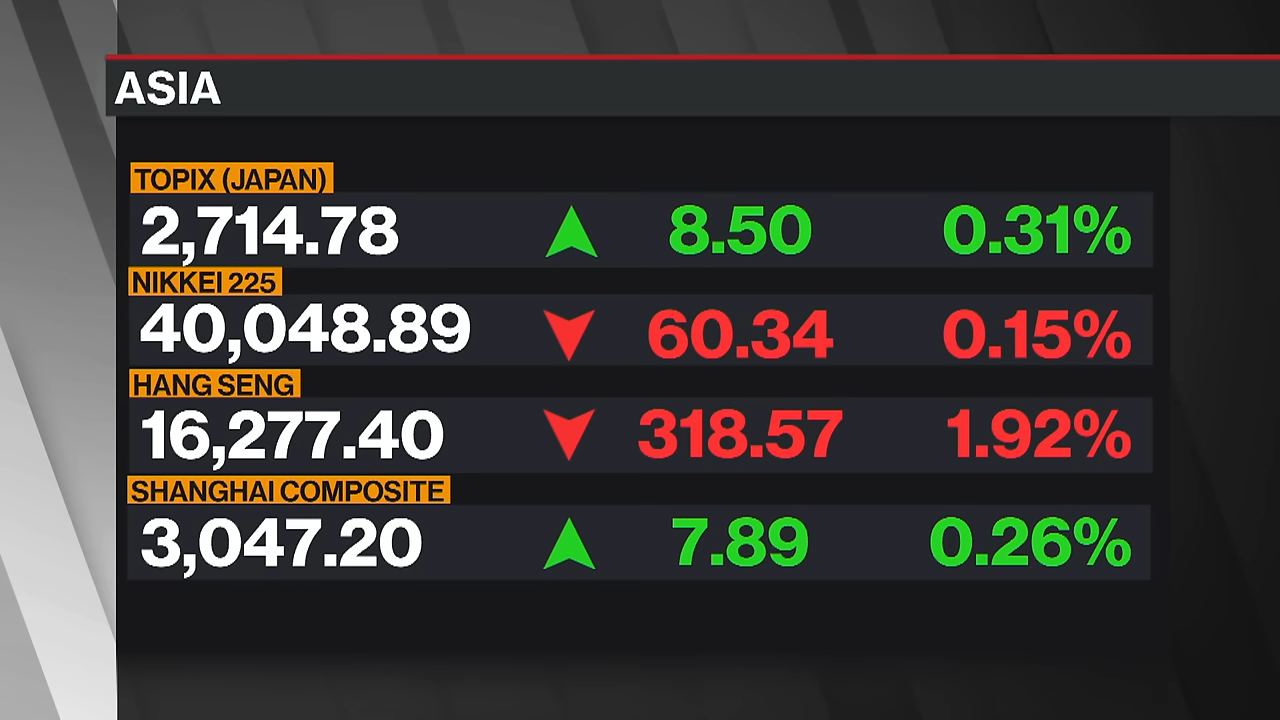 ASIA
TOPIX (JAPAN)
2,714.78 ▲ 8.50 0.31%
NIKKEI 225
40,048.89 ▼ 60.34 0.15%
HANG SENG
16,277.40 ▼ 318.57 1.92%
SHANGHAI COMPOSITE
3,047.20 ▲ 7.89 0.26%